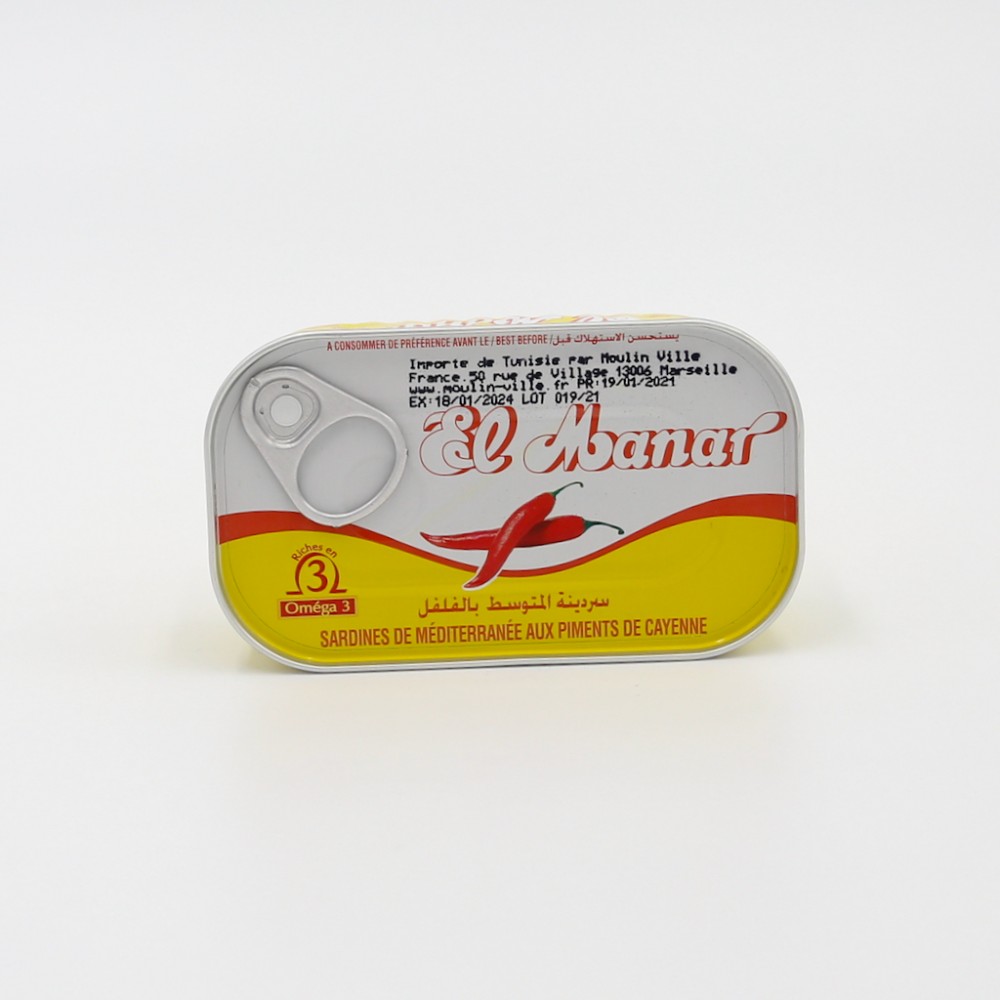 A CONSOMMER DE PRÉFÉRENCE AVANT LE / BEST BEFORE / يستحسن الاستهلاك قبل
Importe de Tunisie par Moulin Ville
France.50 rue de Village 13006 Marseille
www.moulin-ville.fr PR:19/01/2021
EX:18/01/2024 LOT 019/21
El Manar
Riches en
3
Oméga 3
سردينة المتوسط بالفلفل
SARDINES DE MÉDITERRANÉE AUX PIMENTS DE CAYENNE